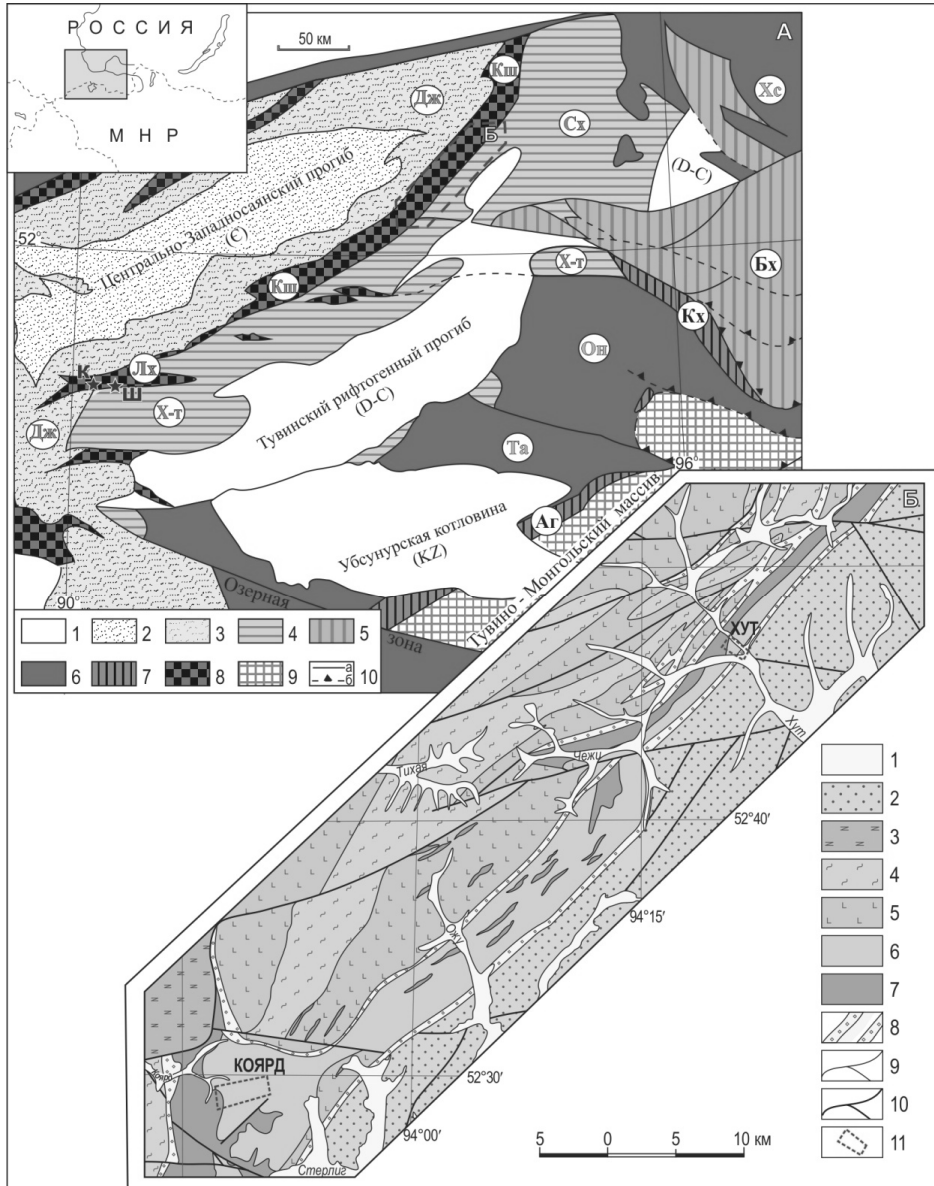 РОССИЯ
МНР
50 км
А
Кш
Дж
Сх
Хс
Б
(D-C)
Центрально-Западносаянский прогиб
(Є)
52°
Х-т
Бх
Кш
Кх
Он
К
Лх
Ш
Тувинский рифтогенный прогиб
(D-C)
Х-т
Дж
Та
96°
Убсунурская котловина
(KZ)
Аг
Тувино - Монгольский массив
Озерная
зона
90
1
2
3
4
5
6
7
8
9
а
б
10
Б
ХУТ
Хут
Чежи
Тихая
52°40′
94°15′
Ожу
КОЯРД
Коярд
52°30′
94°00′
Стерлиг
5 0 5 10 км
1
2
3
4
5
6
7
8
9
10
11